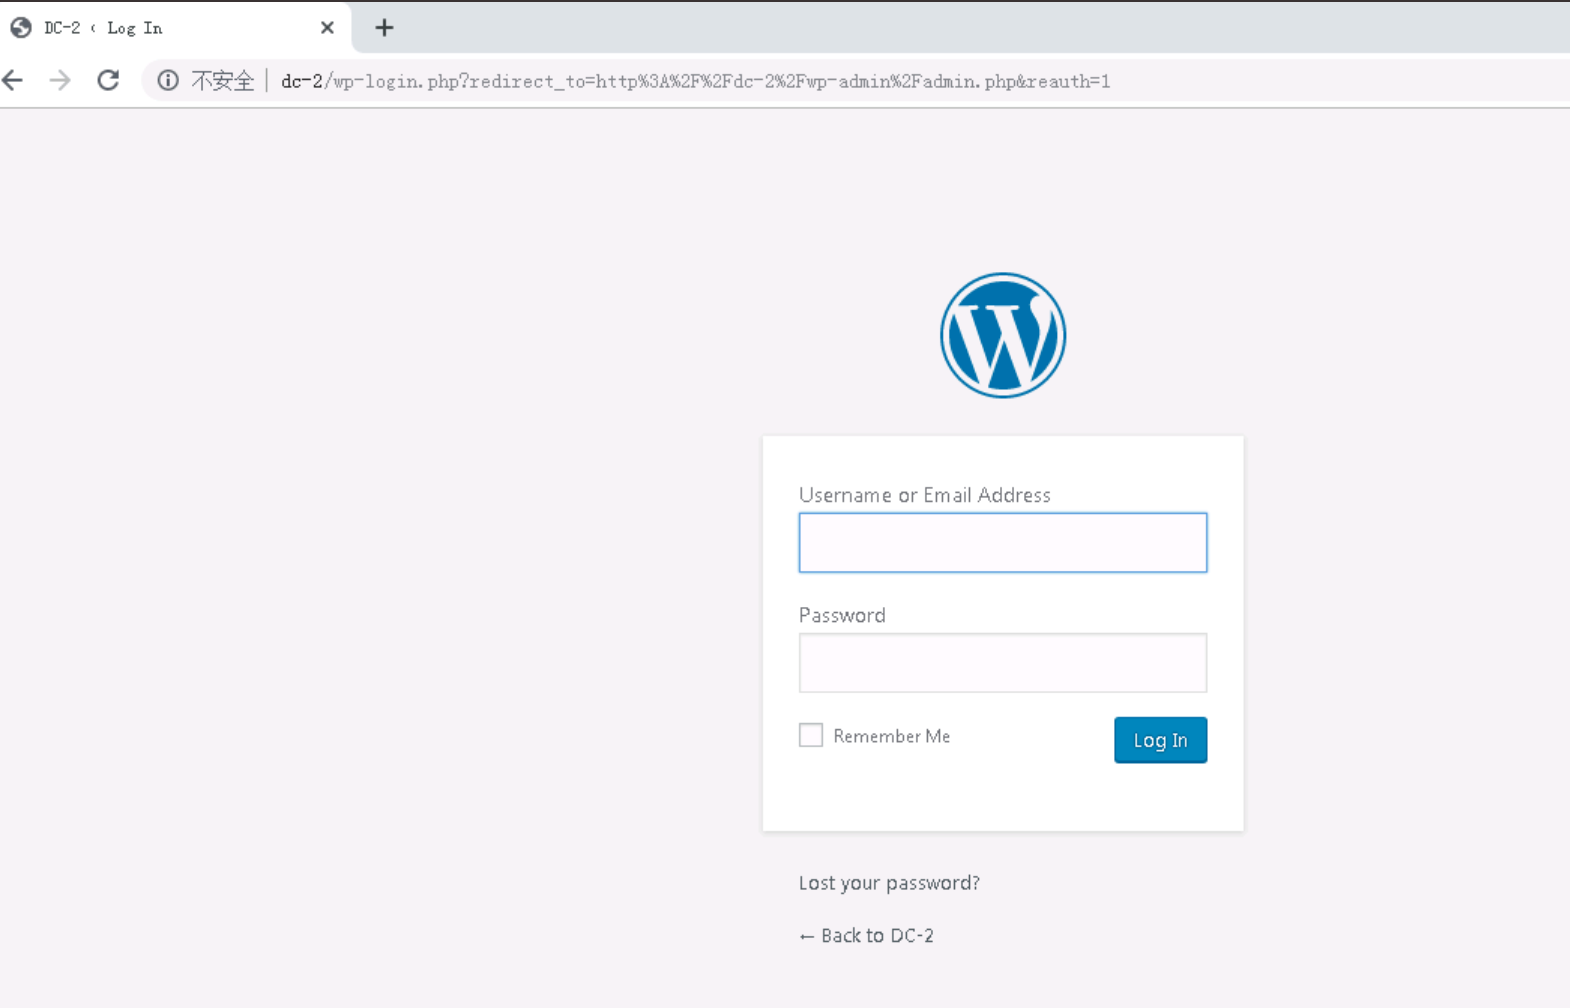 DC-2 ‹ Log In
不安全 | dc-2/wp-login.php?redirect_to=http%3A%2F%2Fdc-2%2Fwp-admin%2Fadmin.php&reauth=1
Username or Email Address
Password
Remember Me
Log In
Lost your password?
← Back to DC-2